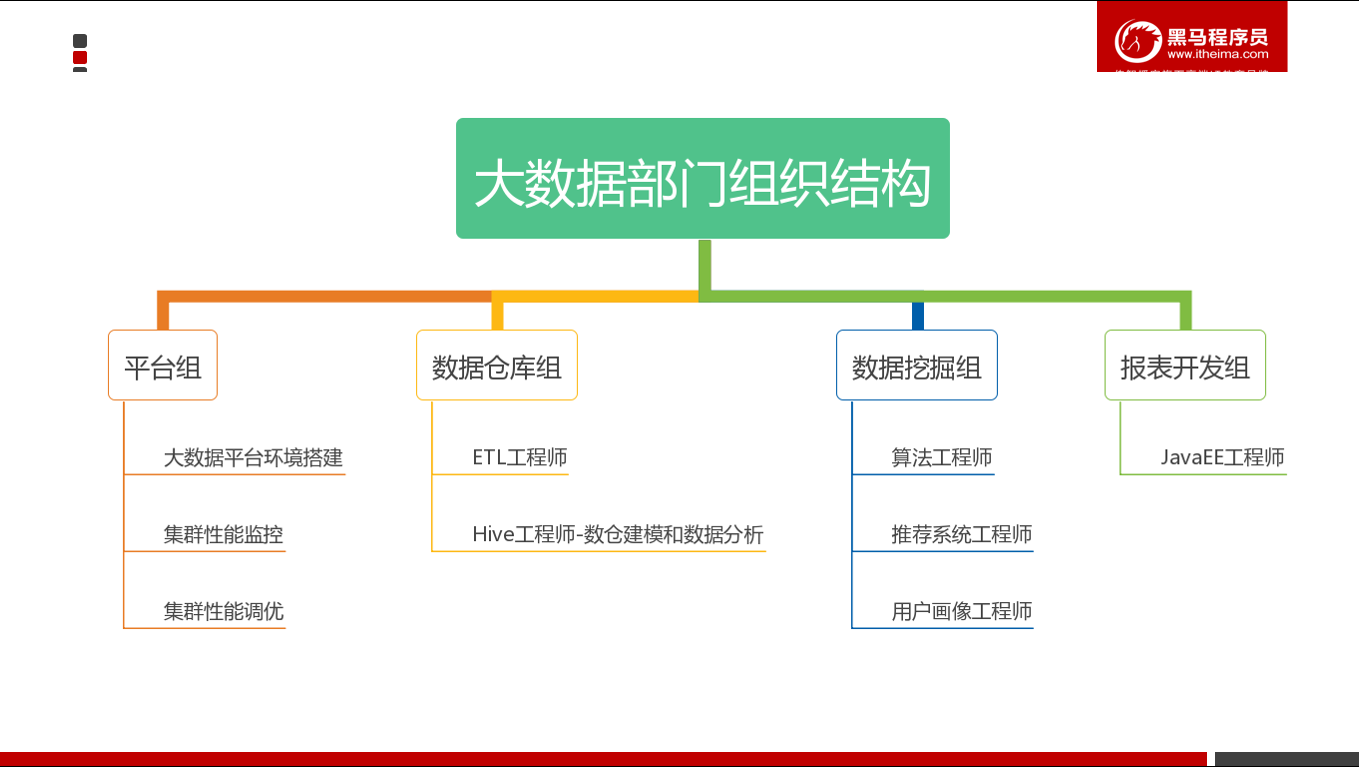 黑马程序员
www.itheima.com
大数据部门组织结构
平台组
大数据平台环境搭建
集群性能监控
集群性能调优
数据仓库组
ETL工程师
Hive工程师-数仓建模和数据分析
数据挖掘组
算法工程师
推荐系统工程师
用户画像工程师
报表开发组
JavaEE工程师